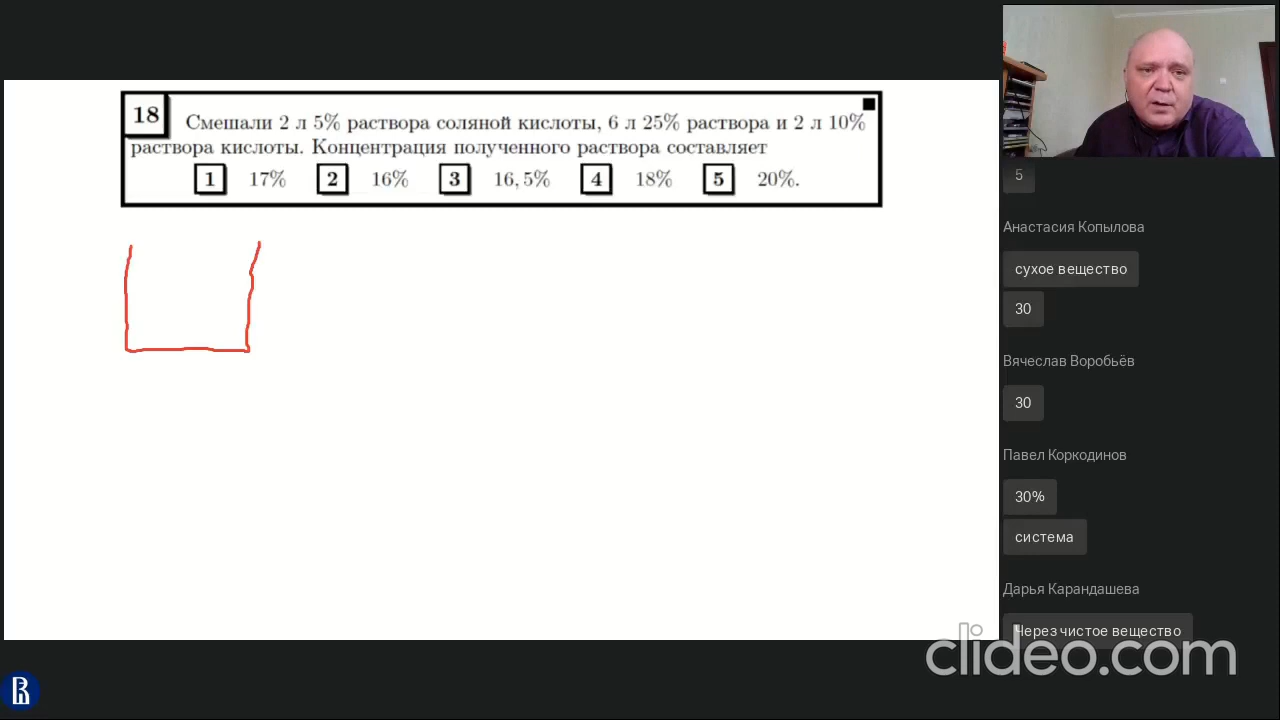 18 Смешали 2 л 5% раствора соляной кислоты, 6 л 25% раствора и 2 л 10%
раствора кислоты. Концентрация полученного раствора составляет
1 17% 2 16% 3 16,5% 4 18% 5 20%.
5
Анастасия Копылова
сухое вещество
30
Вячеслав Воробьёв
30
Павел Коркодинов
30%
система
Дарья Карандашева
Через чистое вещество
clideo.com